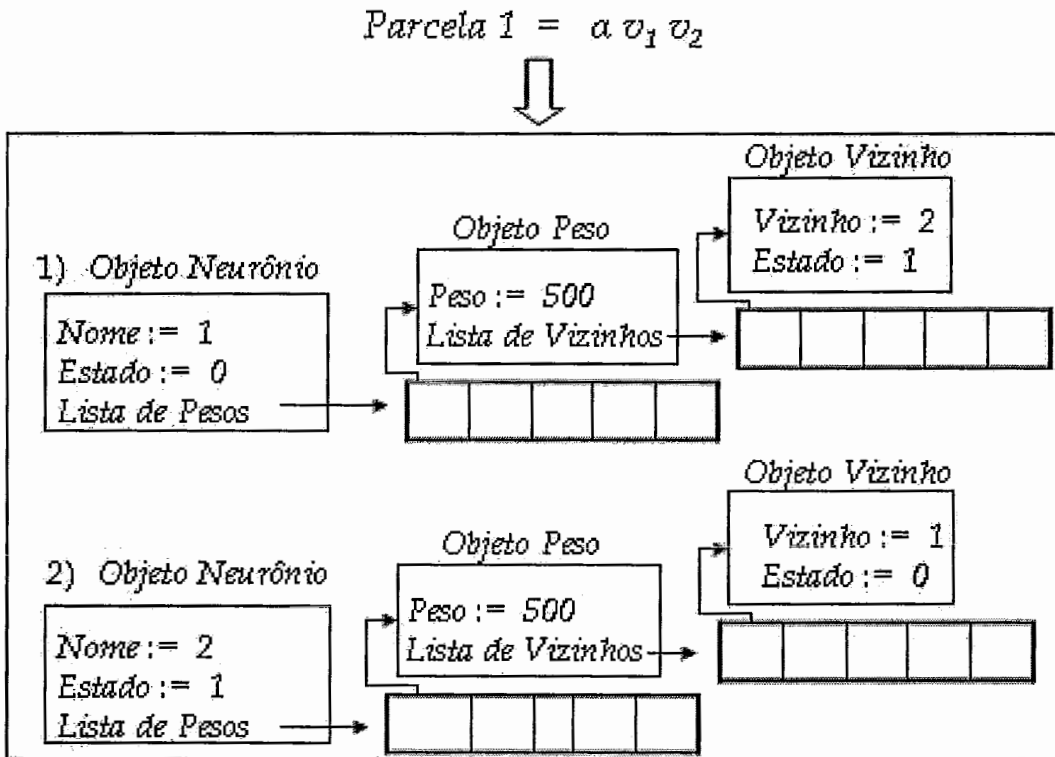 Parcela 1 = a v₁ v₂
Objeto Vizinho
Vizinho := 2
Estado := 1
Objeto Peso
Peso := 500
Lista de Vizinhos
1) Objeto Neurônio
Nome := 1
Estado := 0
Lista de Pesos
Objeto Vizinho
Vizinho := 1
Estado := 0
Objeto Peso
Peso := 500
Lista de Vizinhos
2) Objeto Neurônio
Nome := 2
Estado := 1
Lista de Pesos